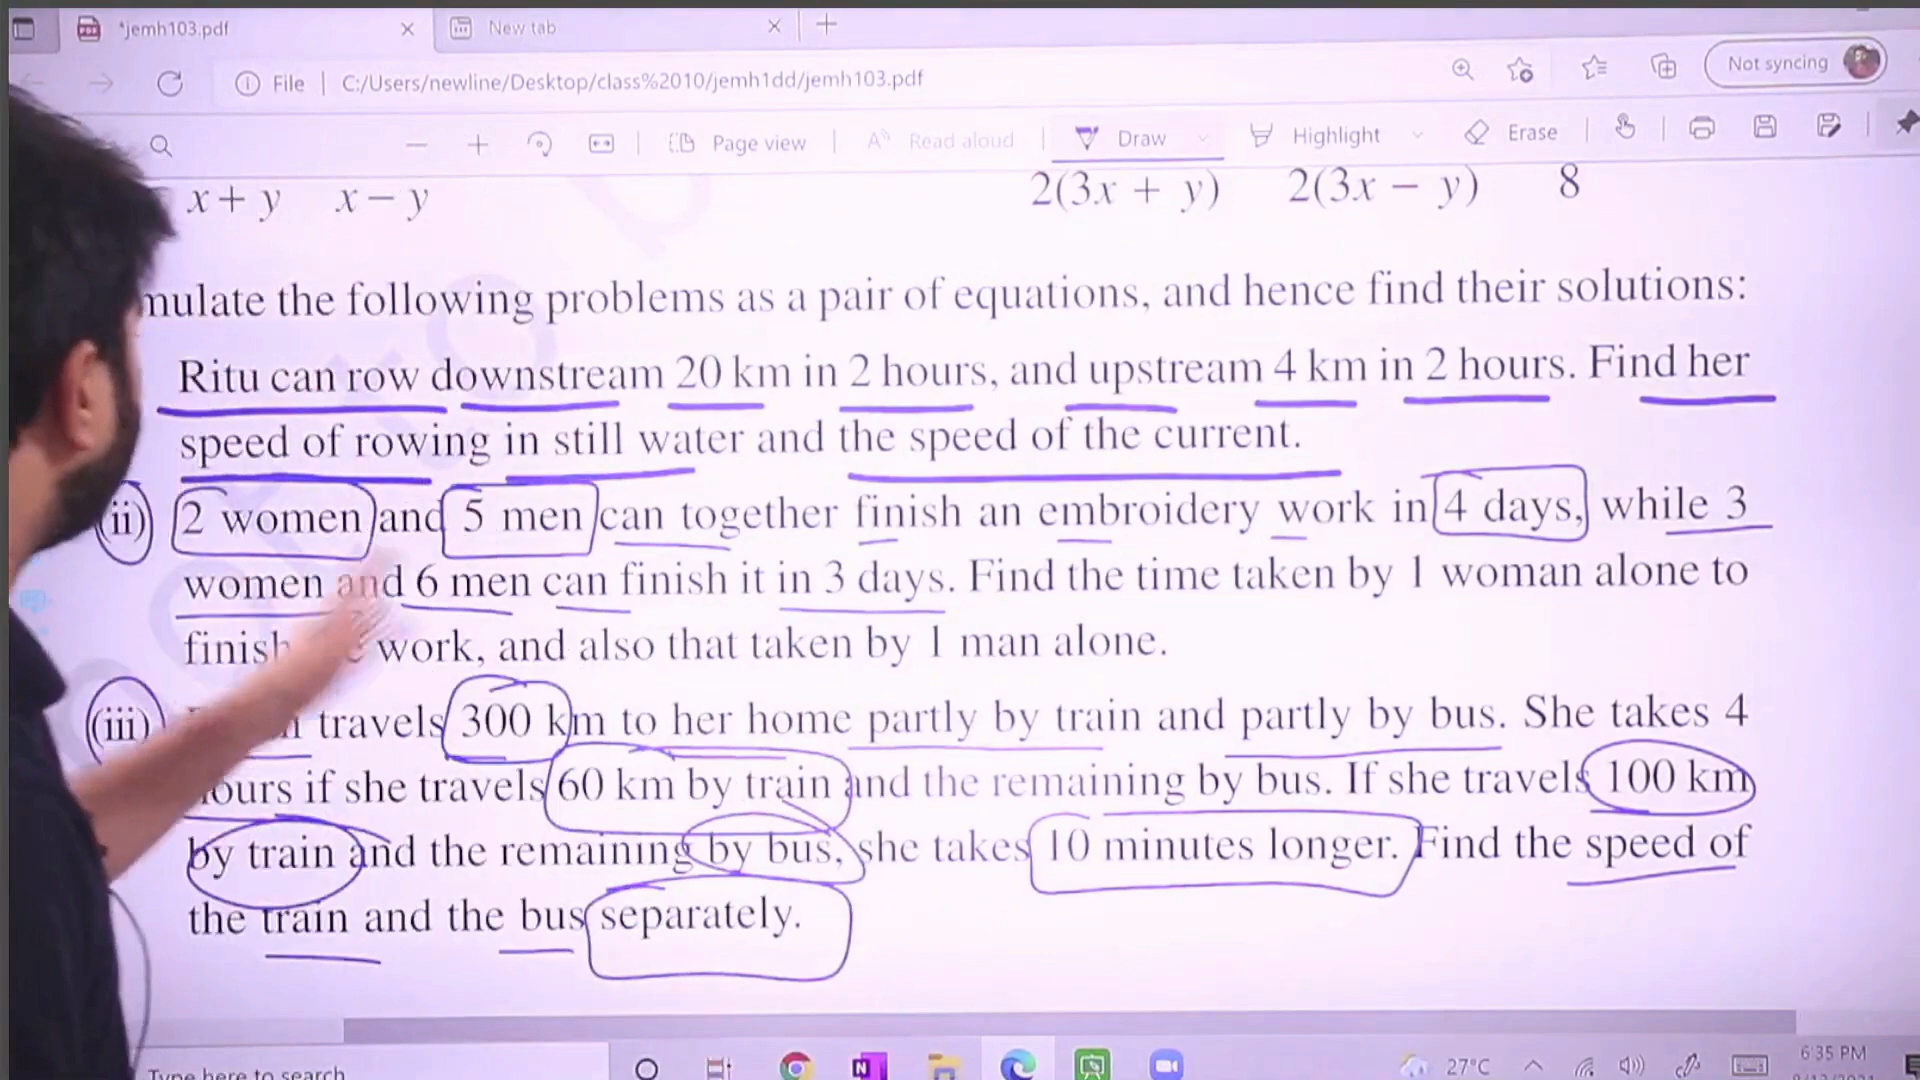 *jemh103.pdf
New tab
File C:/Users/newline/Desktop/class%2010/jemh1dd/jemh103.pdf
Not syncing
Page view Read aloud Draw Highlight Erase
x + y x − y 2(3x + y) 2(3x − y) 8
mulate the following problems as a pair of equations, and hence find their solutions:
Ritu can row downstream 20 km in 2 hours, and upstream 4 km in 2 hours. Find her
speed of rowing in still water and the speed of the current.
(ii) 2 women and 5 men can together finish an embroidery work in 4 days, while 3
women and 6 men can finish it in 3 days. Find the time taken by 1 woman alone to
finish work, and also that taken by 1 man alone.
(iii) travels 300 km to her home partly by train and partly by bus. She takes 4
hours if she travels 60 km by train and the remaining by bus. If she travels 100 km
by train and the remaining by bus, she takes 10 minutes longer. Find the speed of
the train and the bus separately.
Type here to search
27°C
6:35 PM